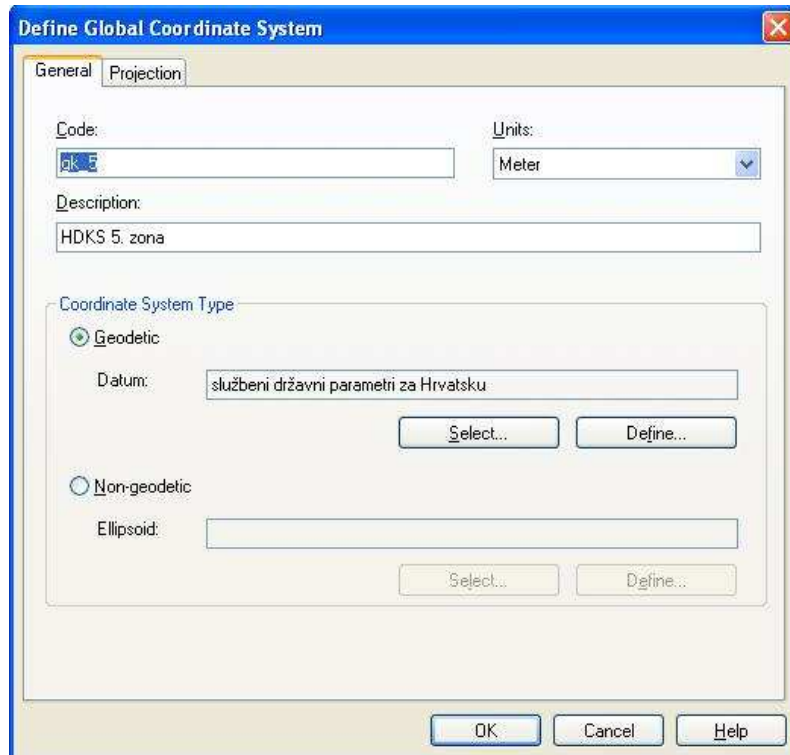 Define Global Coordinate System
General Projection
Code: Units:
gk_5 Meter
Description:
HDKS 5. zona
Coordinate System Type
Geodetic
Datum: službeni državni parametri za Hrvatsku
Select... Define...
Non-geodetic
Ellipsoid:
Select... Define...
OK Cancel Help